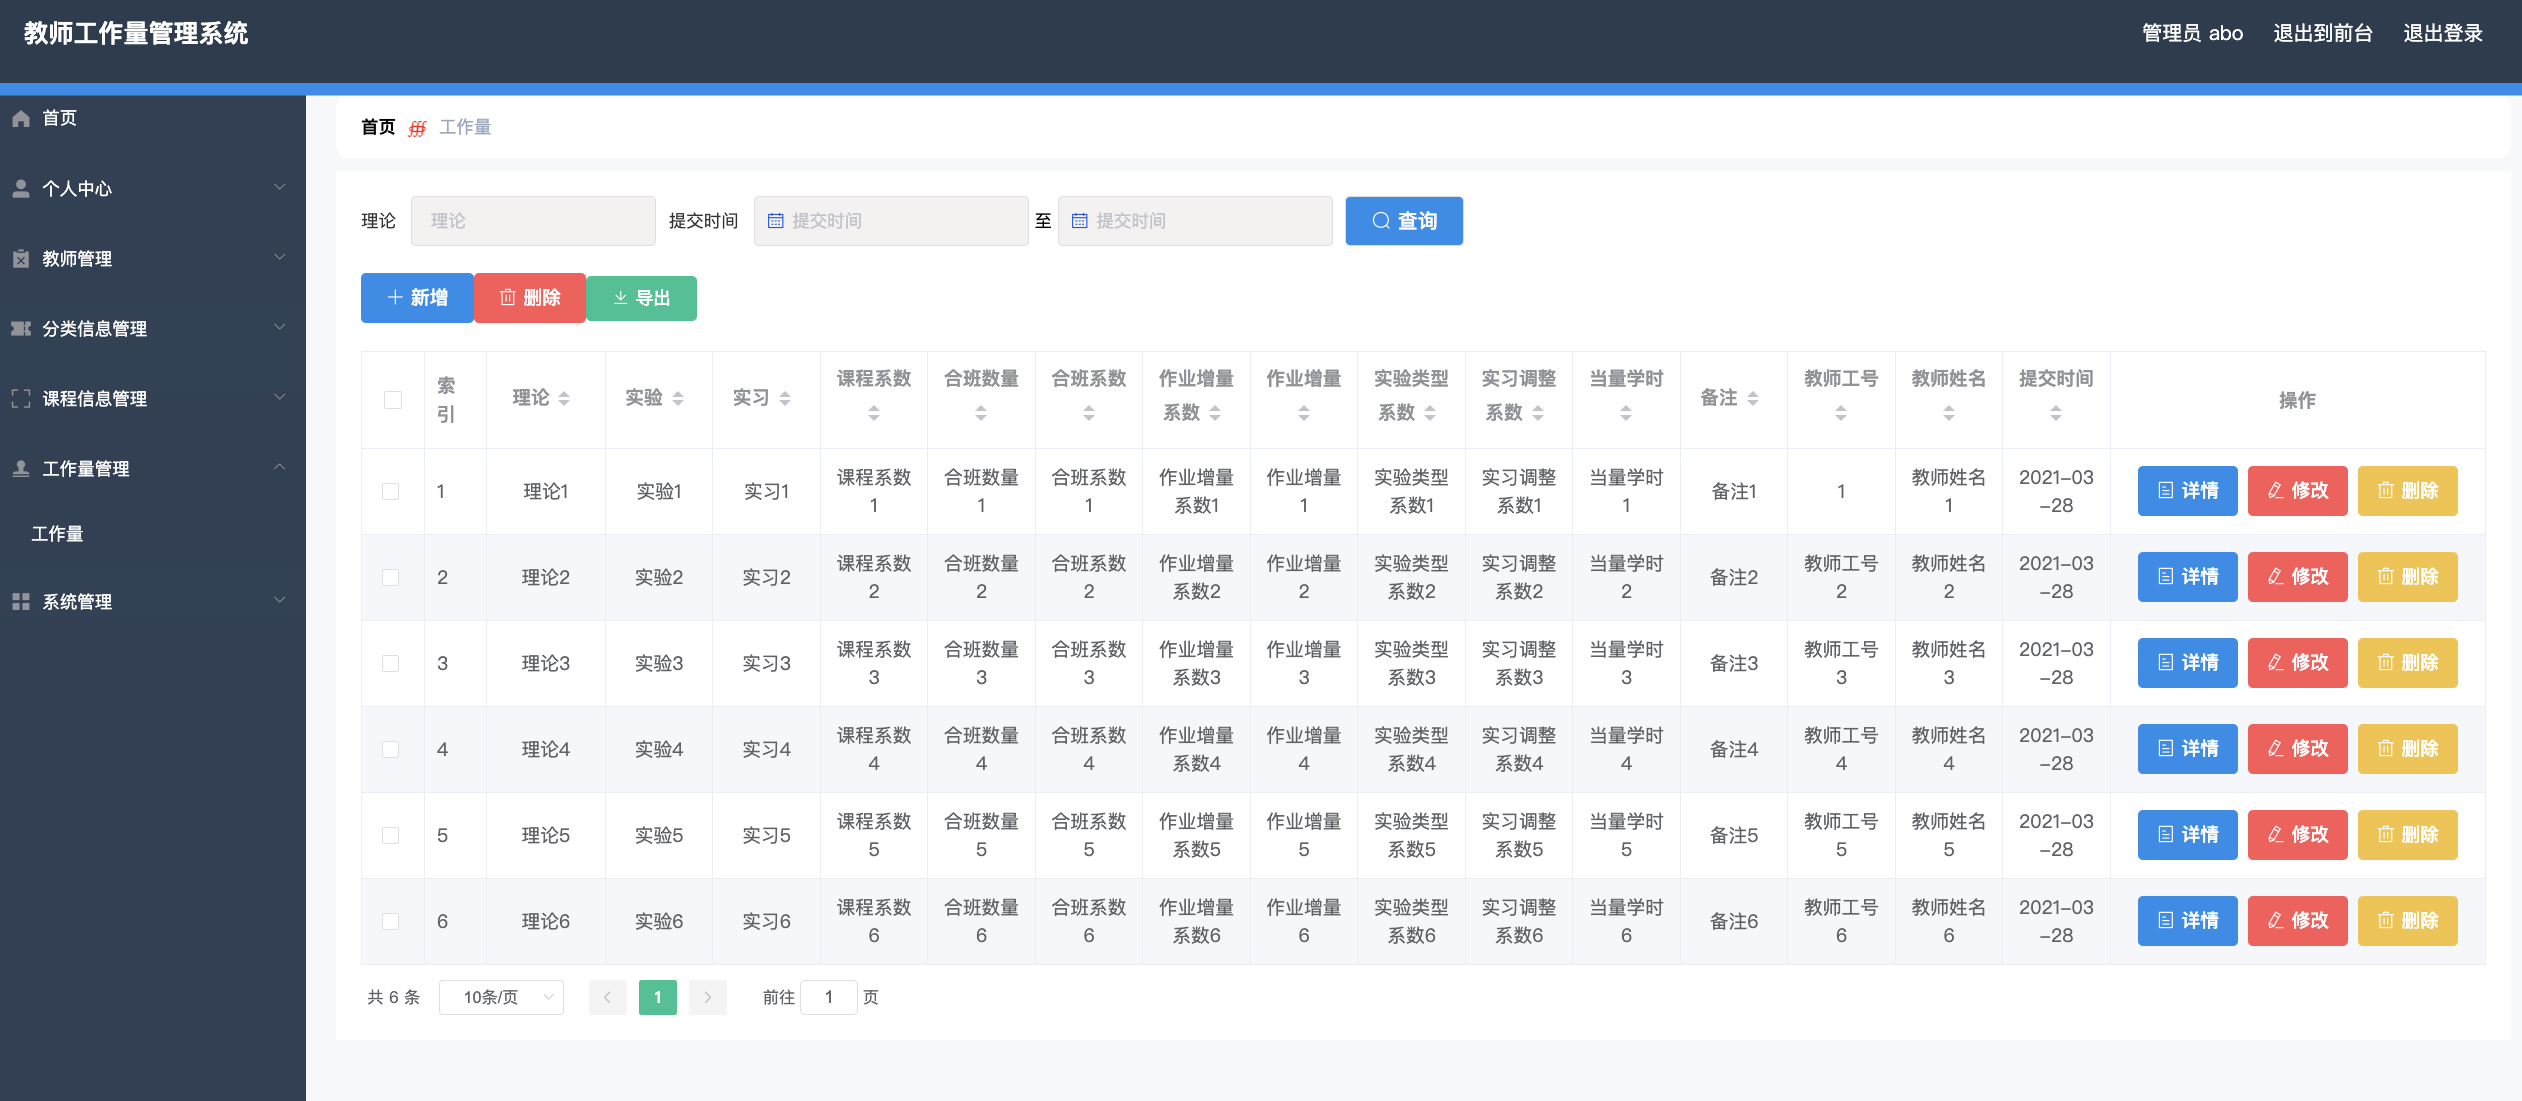 教师工作量管理系统
管理员 abo 退出到前台 退出登录
首页
个人中心
教师管理
分类信息管理
课程信息管理
工作量管理
工作量
系统管理
首页 工作量
理论 理论 提交时间 提交时间 至 提交时间 查询
新增 删除 导出
索引 理论 实验 实习 课程系数 合班数量 合班系数 作业增量系数 作业增量 实验类型系数 实习调整系数 当量学时 备注 教师工号 教师姓名 提交时间 操作
1 理论1 实验1 实习1 课程系数1 合班数量1 合班系数1 作业增量系数1 作业增量1 实验类型系数1 实习调整系数1 当量学时1 备注1 1 教师姓名1 2021-03-28 详情 修改 删除
2 理论2 实验2 实习2 课程系数2 合班数量2 合班系数2 作业增量系数2 作业增量2 实验类型系数2 实习调整系数2 当量学时2 备注2 教师工号2 教师姓名2 2021-03-28 详情 修改 删除
3 理论3 实验3 实习3 课程系数3 合班数量3 合班系数3 作业增量系数3 作业增量3 实验类型系数3 实习调整系数3 当量学时3 备注3 教师工号3 教师姓名3 2021-03-28 详情 修改 删除
4 理论4 实验4 实习4 课程系数4 合班数量4 合班系数4 作业增量系数4 作业增量4 实验类型系数4 实习调整系数4 当量学时4 备注4 教师工号4 教师姓名4 2021-03-28 详情 修改 删除
5 理论5 实验5 实习5 课程系数5 合班数量5 合班系数5 作业增量系数5 作业增量5 实验类型系数5 实习调整系数5 当量学时5 备注5 教师工号5 教师姓名5 2021-03-28 详情 修改 删除
6 理论6 实验6 实习6 课程系数6 合班数量6 合班系数6 作业增量系数6 作业增量6 实验类型系数6 实习调整系数6 当量学时6 备注6 教师工号6 教师姓名6 2021-03-28 详情 修改 删除
共 6 条 10条/页 1 前往 1 页